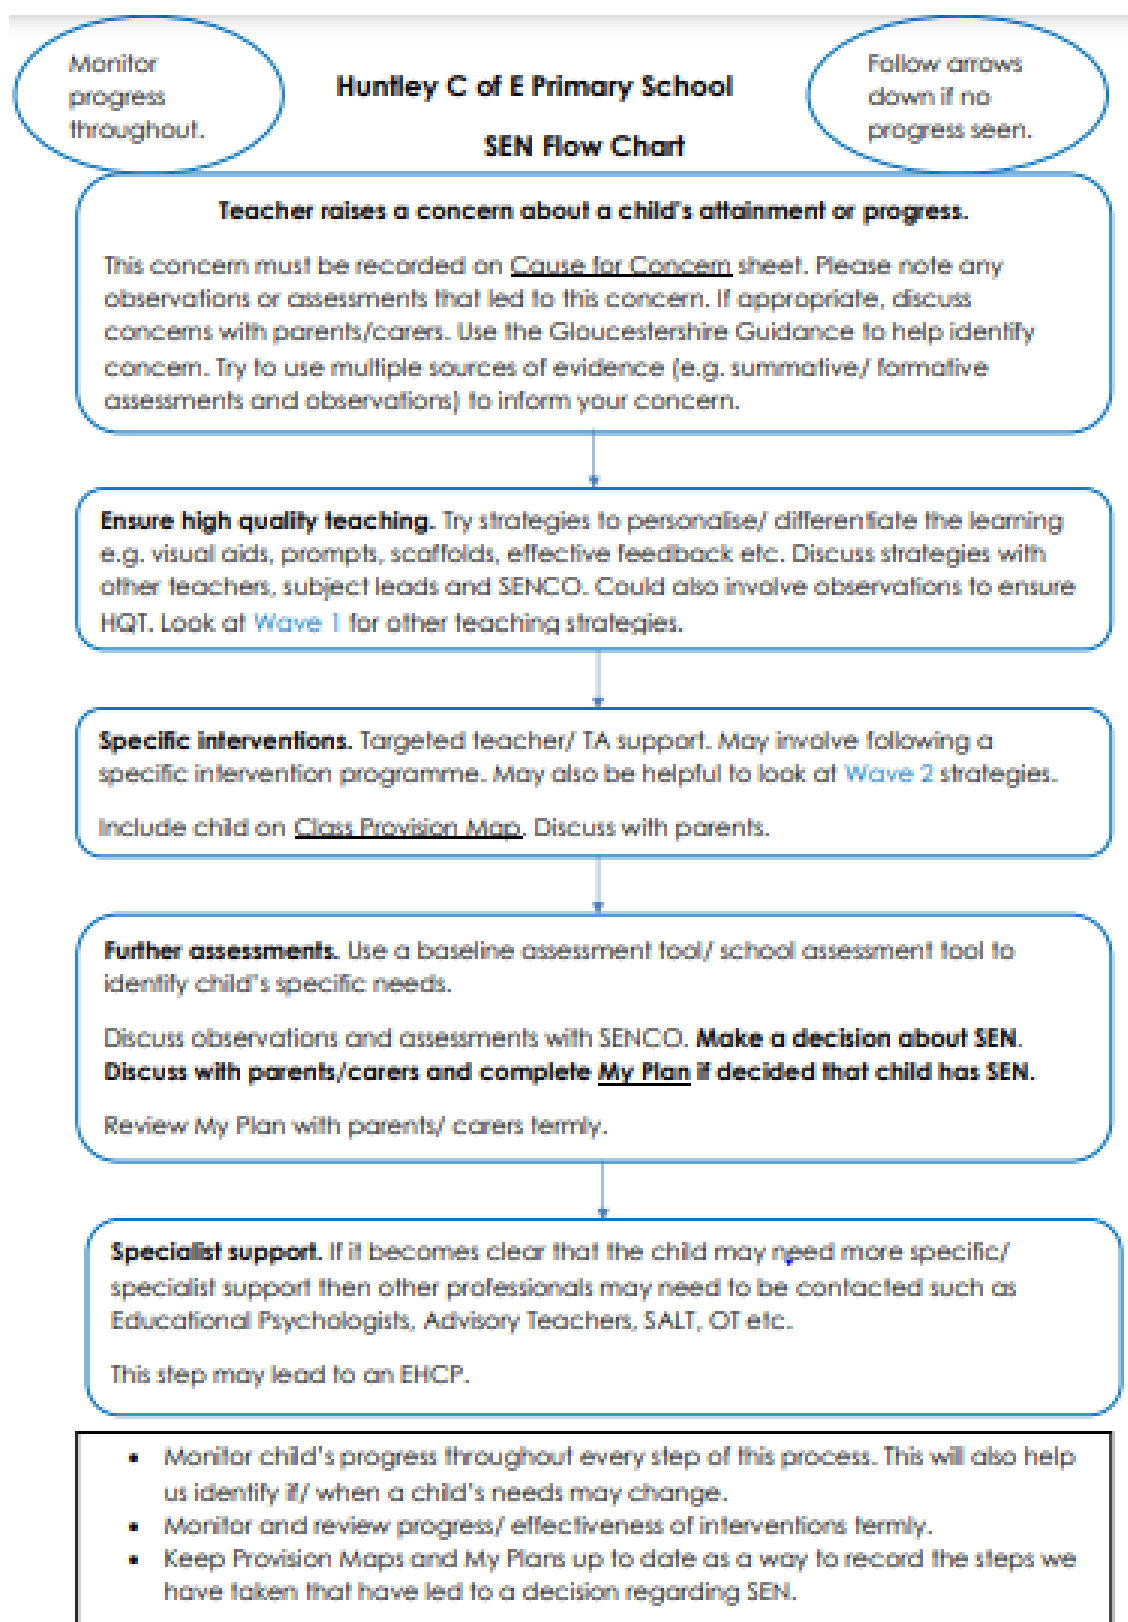 Monitor
progress
throughout.
Huntley C of E Primary School
SEN Flow Chart
Follow arrows
down if no
progress seen.
Teacher raises a concern about a child's attainment or progress.
This concern must be recorded on Cause for Concern sheet. Please note any
observations or assessments that led to this concern. If appropriate, discuss
concerns with parents/carers. Use the Gloucestershire Guidance to help identify
concern. Try to use multiple sources of evidence (e.g. summative/ formative
assessments and observations) to inform your concern.
Ensure high quality teaching. Try strategies to personalise/ differentiate the learning
e.g. visual aids, prompts, scaffolds, effective feedback etc. Discuss strategies with
other teachers, subject leads and SENCO. Could also involve observations to ensure
HQT. Look at Wave 1 for other teaching strategies.
Specific interventions. Targeted teacher/ TA support. May involve following a
specific intervention programme. May also be helpful to look at Wave 2 strategies.
Include child on Class Provision Map. Discuss with parents.
Further assessments. Use a baseline assessment tool/ school assessment tool to
identify child's specific needs.
Discuss observations and assessments with SENCO. Make a decision about SEN.
Discuss with parents/carers and complete My Plan if decided that child has SEN.
Review My Plan with parents/ carers termly.
Specialist support. If it becomes clear that the child may need more specific/
specialist support then other professionals may need to be contacted such as
Educational Psychologists, Advisory Teachers, SALT, OT etc.
This step may lead to an EHCP.
• Monitor child's progress throughout every step of this process. This will also help
us identify if/ when a child's needs may change.
• Monitor and review progress/ effectiveness of interventions termly.
• Keep Provision Maps and My Plans up to date as a way to record the steps we
have taken that have led to a decision regarding SEN.